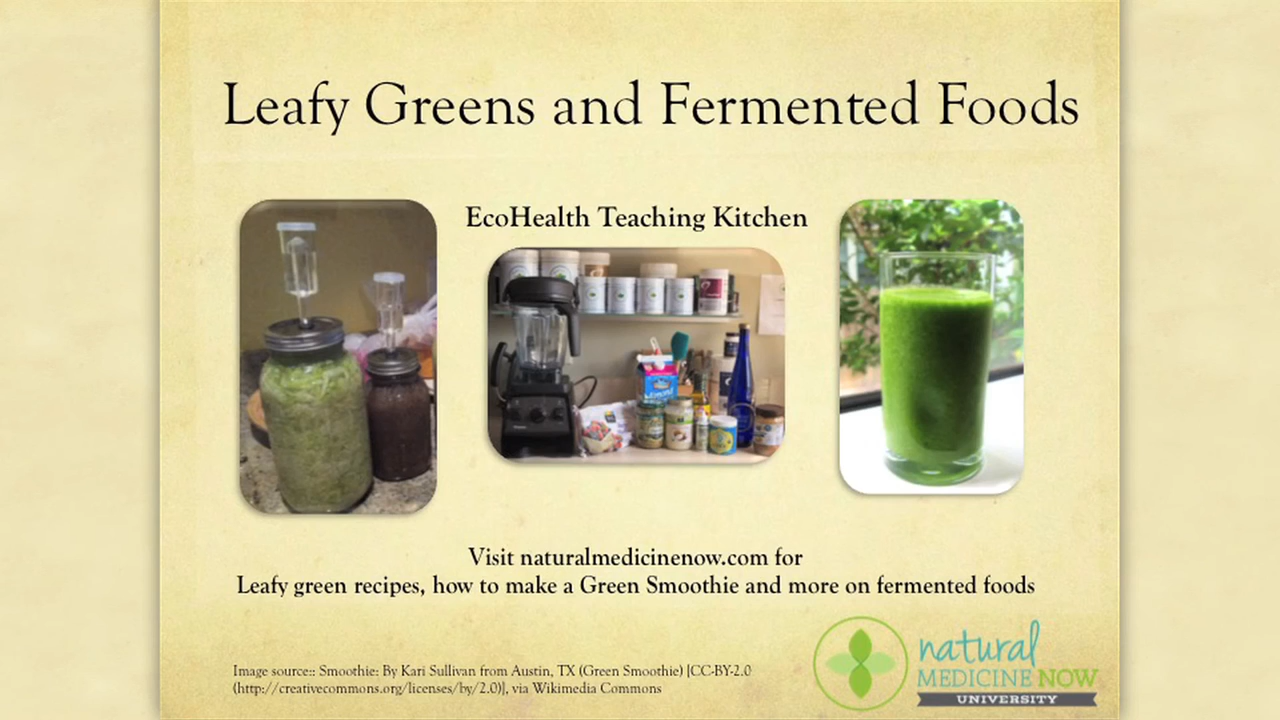 Leafy Greens and Fermented Foods
EcoHealth Teaching Kitchen
Visit naturalmedicinenow.com for
Leafy green recipes, how to make a Green Smoothie and more on fermented foods
Image source:: Smoothie: By Kari Sullivan from Austin, TX (Green Smoothie) [CC-BY-2.0
(http://creativecommons.org/licenses/by/2.0)], via Wikimedia Commons
natural
MEDICINE NOW
UNIVERSITY